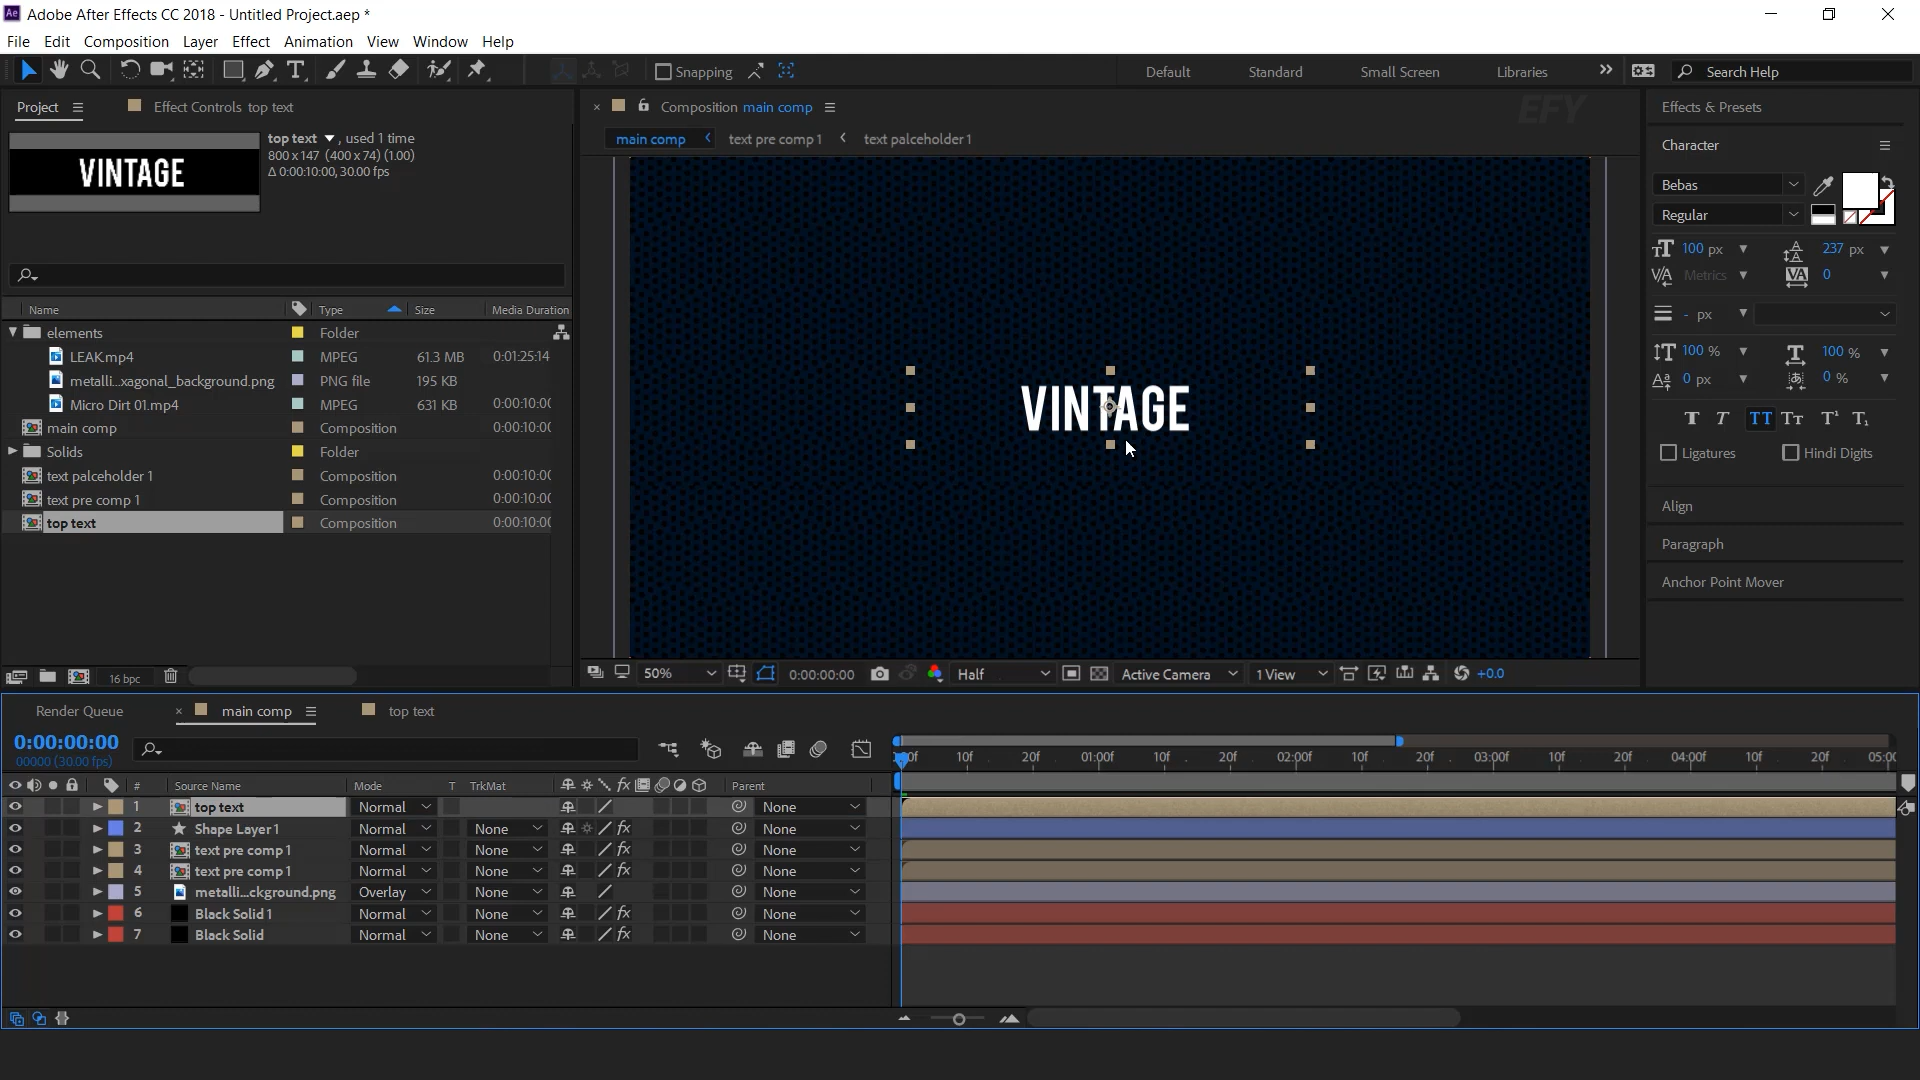 Adobe After Effects CC 2018 - Untitled Project.aep *
File Edit Composition Layer Effect Animation View Window Help
Snapping
Default Standard Small Screen Libraries Search Help
Project Effect Controls top text
top text , used 1 time
800 x 147 (400 x 74) (1.00)
Δ 0:00:10:00, 30.00 fps
VINTAGE
Name Type Size Media Duration
elements Folder
LEAK.mp4 MPEG 61.3 MB 0:01:25:14
metalli...xagonal_background.png PNG file 195 KB
Micro Dirt 01.mp4 MPEG 631 KB 0:00:10:00
main comp Composition 0:00:10:00
Solids Folder
text palceholder 1 Composition 0:00:10:00
text pre comp 1 Composition 0:00:10:00
top text Composition 0:00:10:00
16 bpc
Composition main comp
EFY
main comp text pre comp 1 text palceholder 1
VINTAGE
50% 0:00:00:00 Half Active Camera 1 View +0.0
Effects & Presets
Character
Bebas
Regular
100 px 237 px
Metrics 0
- px
100 % 100 %
0 px 0 %
Ligatures Hindi Digits
Align
Paragraph
Anchor Point Mover
Render Queue main comp top text
0:00:00:00
00000 (30.00 fps)
10f 20f 01:00f 10f 20f 02:00f 10f 20f 03:00f 10f 20f 04:00f 10f 20f 05:00
# Source Name Mode T TrkMat Parent
1 top text Normal None
2 Shape Layer 1 Normal None None
3 text pre comp 1 Normal None None
4 text pre comp 1 Normal None None
5 metalli...ckground.png Overlay None None
6 Black Solid 1 Normal None None
7 Black Solid Normal None None